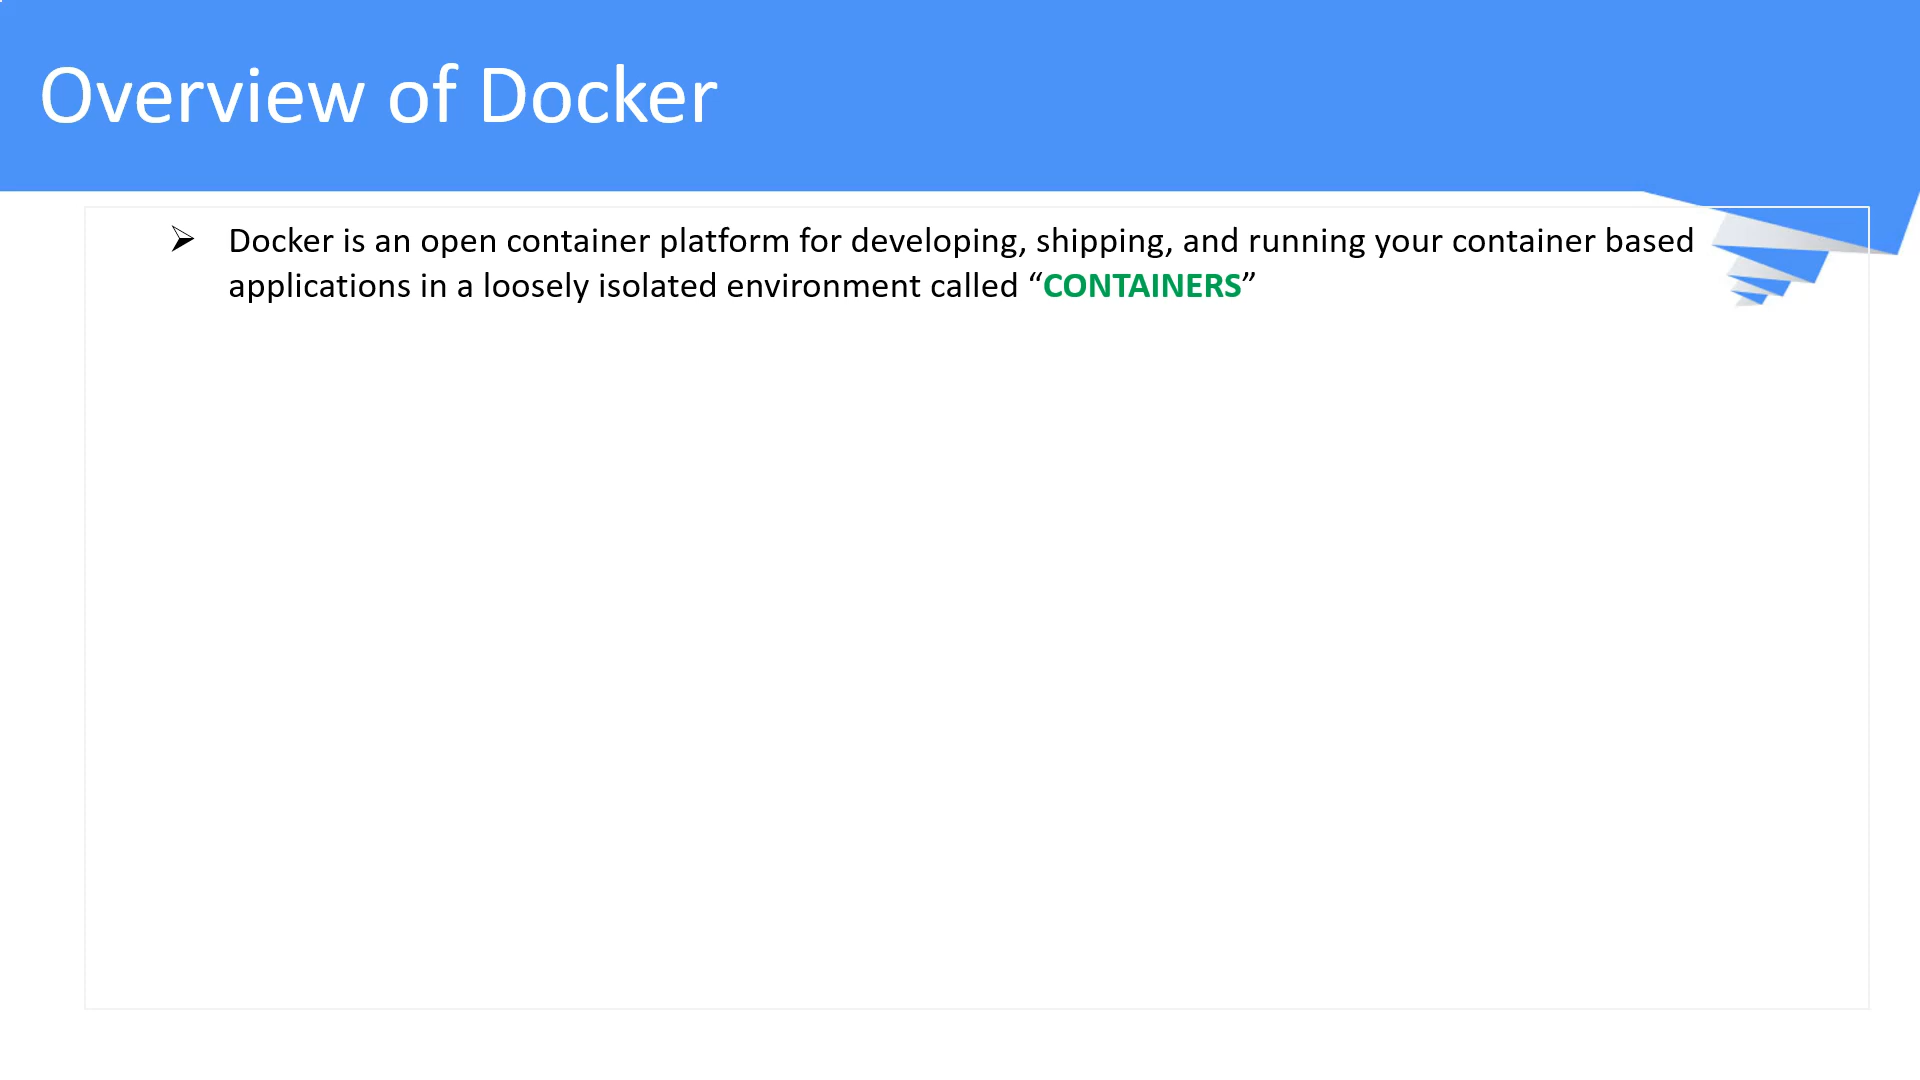 Overview of Docker
➢ Docker is an open container platform for developing, shipping, and running your container based
applications in a loosely isolated environment called “CONTAINERS”